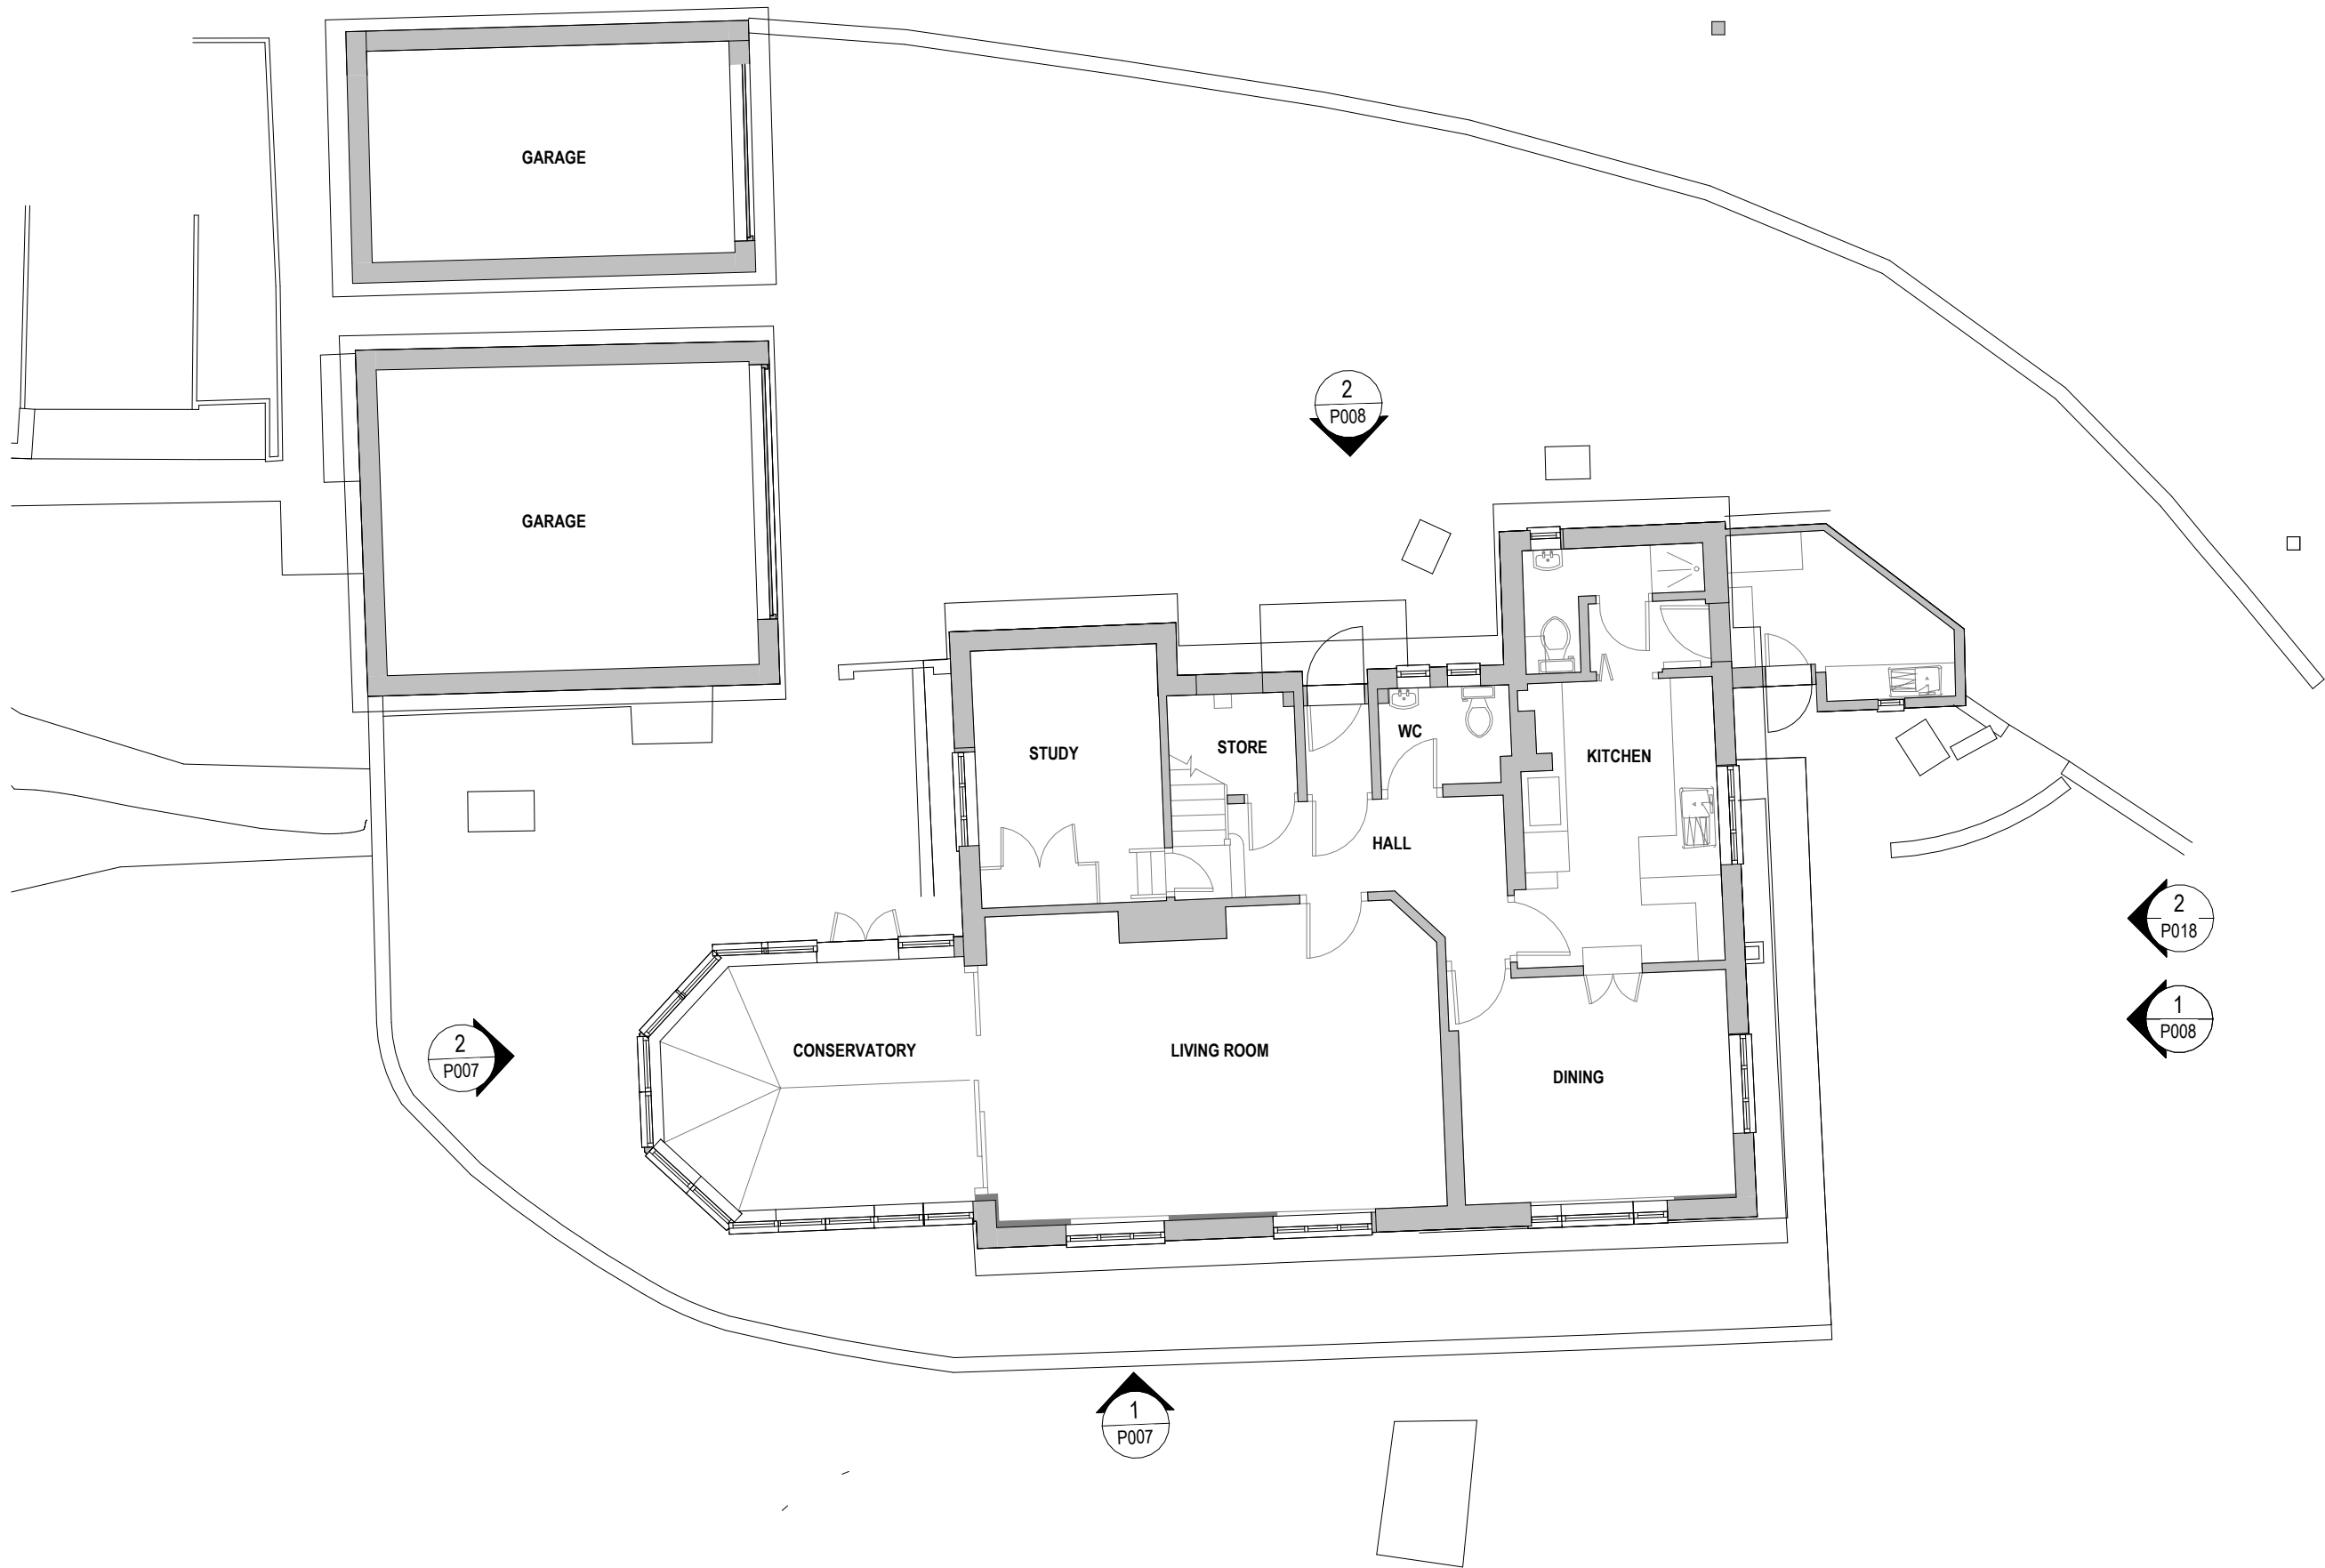 GARAGE
2
P008
GARAGE
STUDY
STORE
WC
KITCHEN
HALL
2
P018
1
P008
2
P007
CONSERVATORY
LIVING ROOM
DINING
1
P007